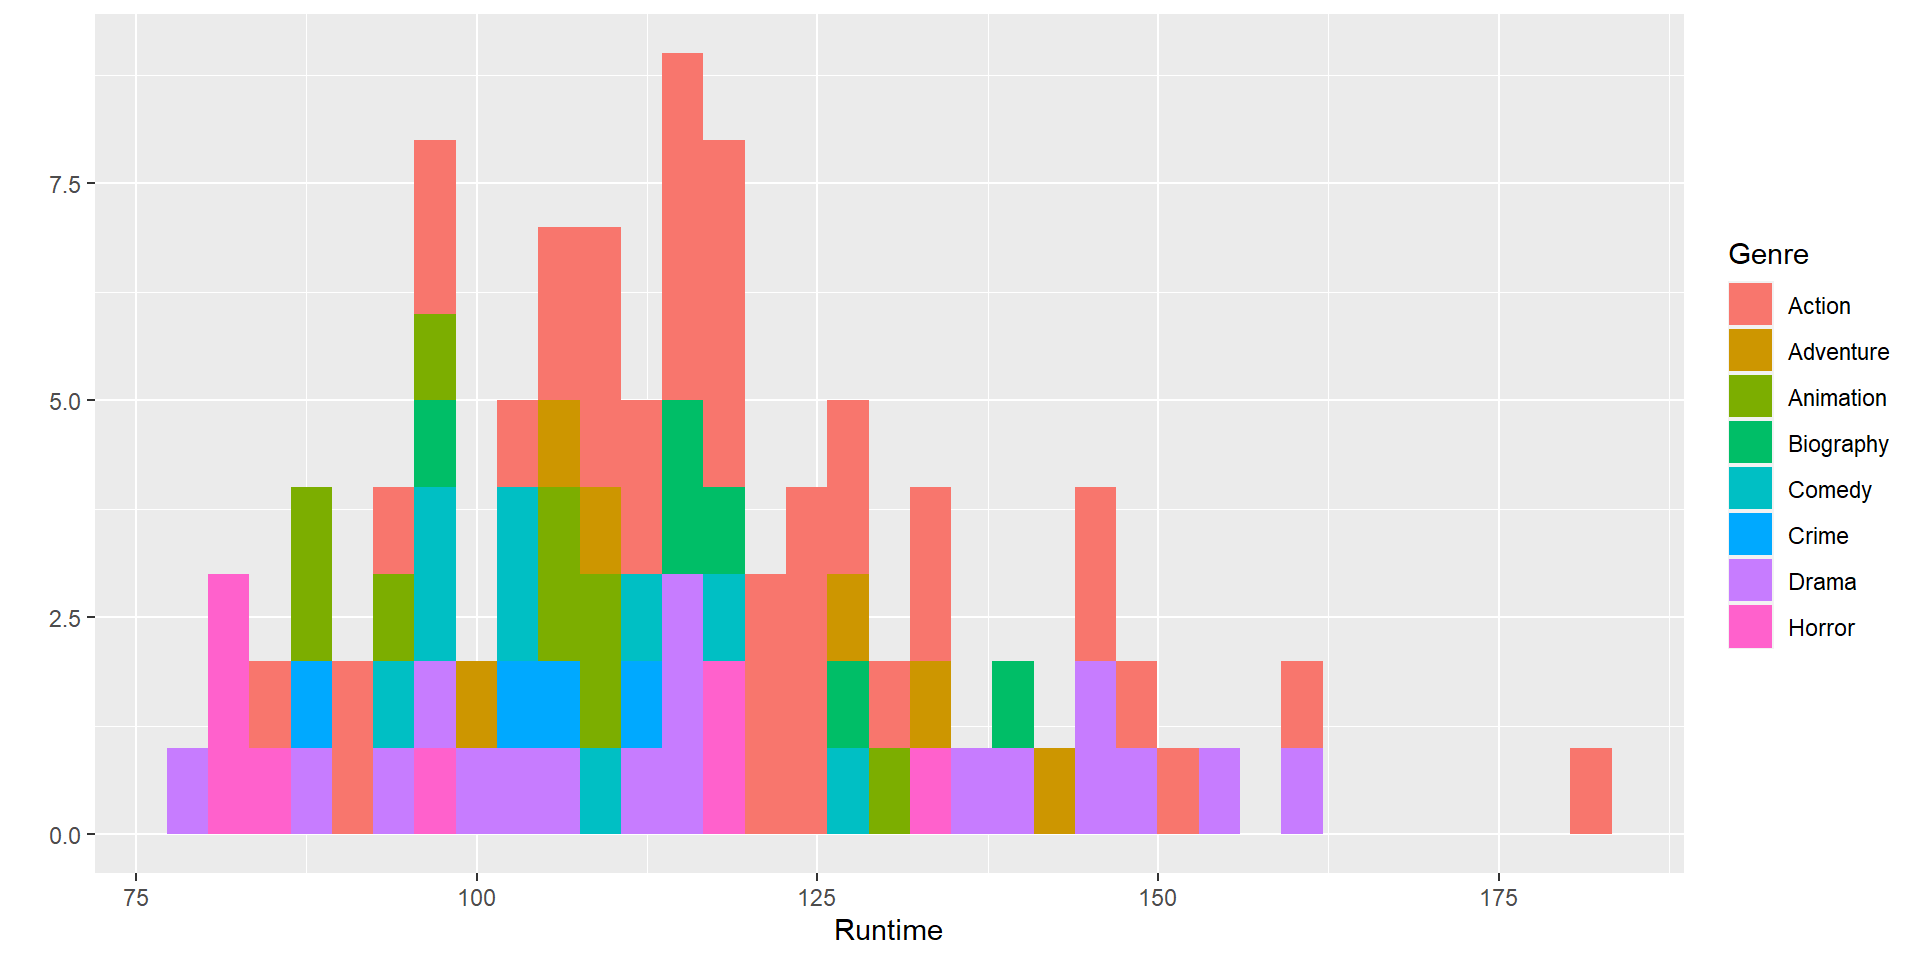 7.5
5.0
2.5
0.0
75 100 125 150 175
Runtime
Genre
Action
Adventure
Animation
Biography
Comedy
Crime
Drama
Horror